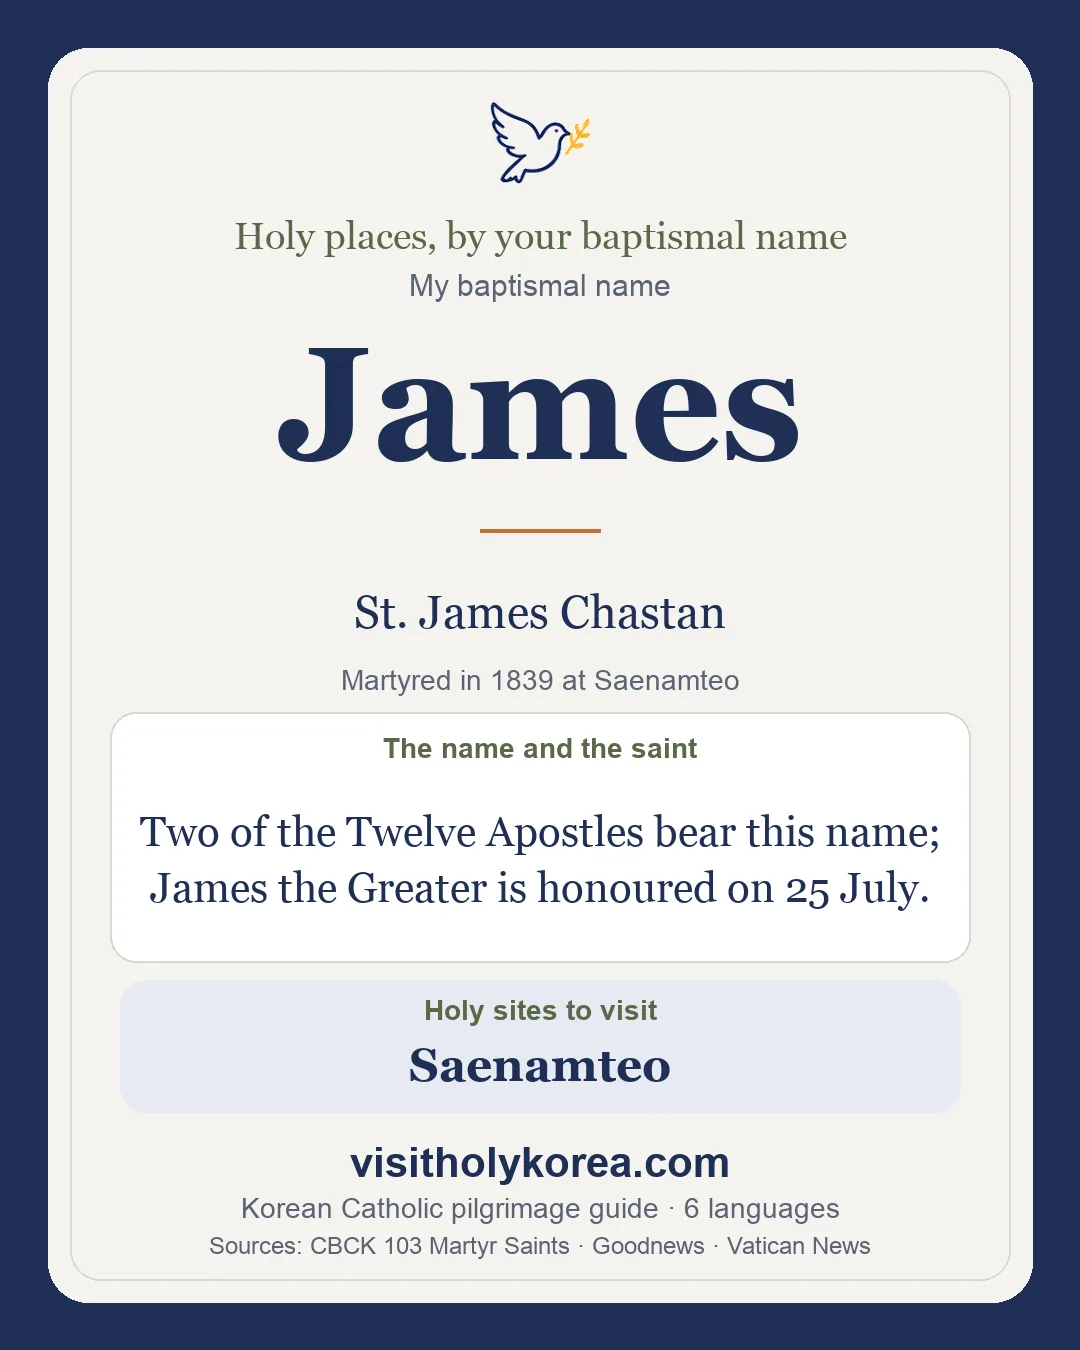 Holy places, by your baptismal name
My baptismal name
James
St. James Chastan
Martyred in 1839 at Saenamteo
The name and the saint
Two of the Twelve Apostles bear this name;
James the Greater is honoured on 25 July.
Holy sites to visit
Saenamteo
visitholykorea.com
Korean Catholic pilgrimage guide · 6 languages
Sources: CBCK 103 Martyr Saints · Goodnews · Vatican News